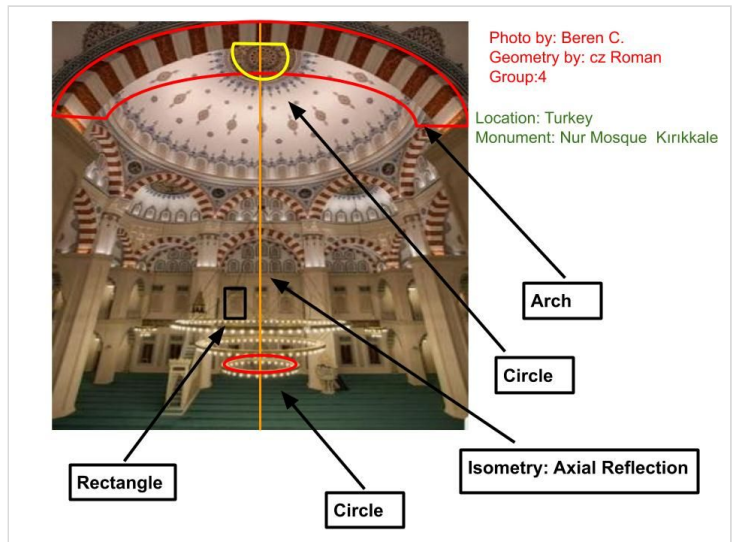 Photo by: Beren C.
Geometry by: cz Roman
Group:4
Location: Turkey
Monument: Nur Mosque Kırıkkale
Arch
Circle
Isometry: Axial Reflection
Rectangle
Circle